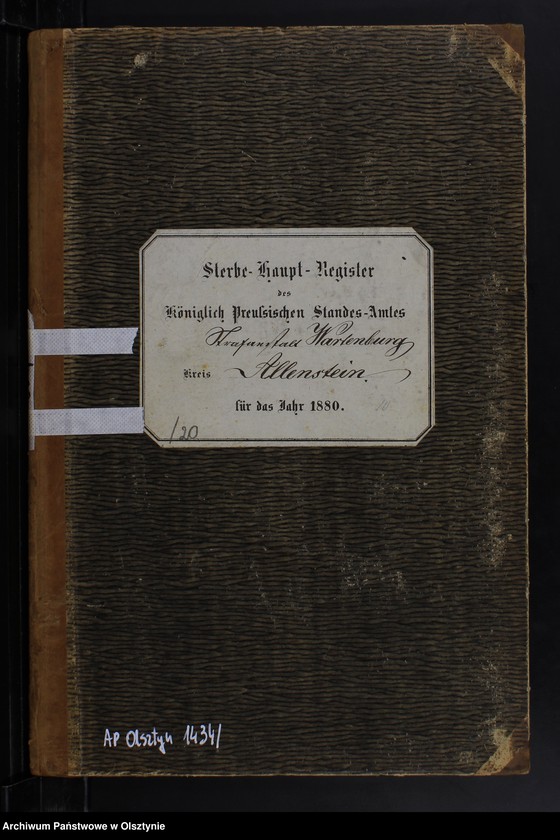 Sterbe-Haupt-Register
des
Königlich Preußsischen Standes-Amtes
Strafanstalt Wartenburg
Kreis Allenstein.
für das Jahr 1880.
/20
AP Olsztyn 1434/
Archiwum Państwowe w Olsztynie